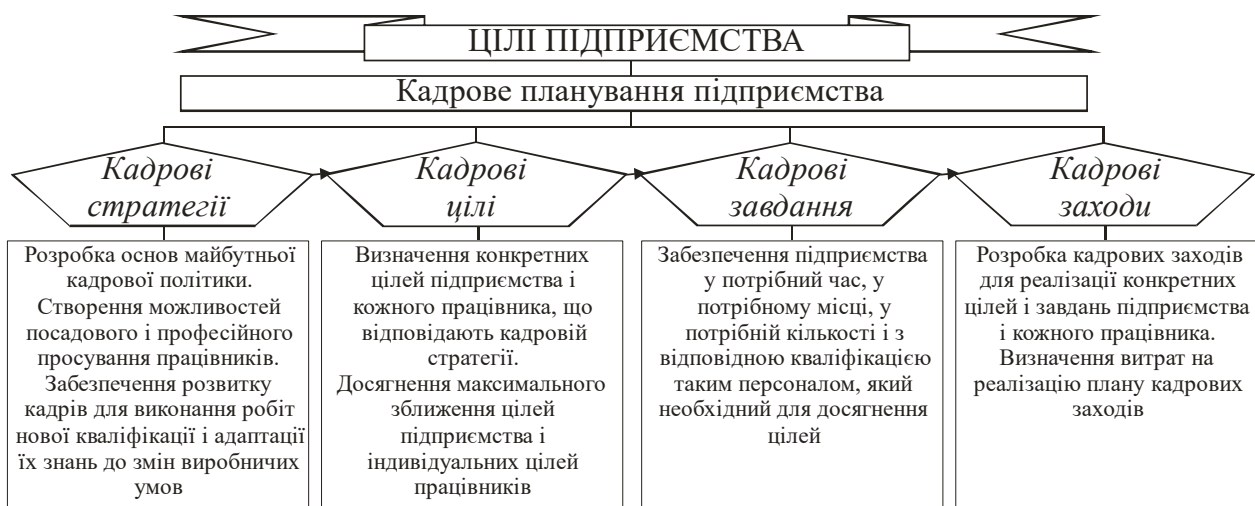 ЦІЛІ ПІДПРИЄМСТВА
Кадрове планування підприємства
Кадрові
стратегії
Кадрові
цілі
Кадрові
завдання
Кадрові
заходи
Розробка основ майбутньої
кадрової політики.
Створення можливостей
посадового і професійного
просування працівників.
Забезпечення розвитку
кадрів для виконання робіт
нової кваліфікації і адаптації
їх знань до змін виробничих
умов
Визначення конкретних
цілей підприємства і
кожного працівника, що
відповідають кадровій
стратегії.
Досягнення максимального
зближення цілей
підприємства і
індивідуальних цілей
працівників
Забезпечення підприємства
у потрібний час, у
потрібному місці, у
потрібній кількості і з
відповідною кваліфікацією
таким персоналом, який
необхідний для досягнення
цілей
Розробка кадрових заходів
для реалізації конкретних
цілей і завдань підприємства
і кожного працівника.
Визначення витрат на
реалізацію плану кадрових
заходів